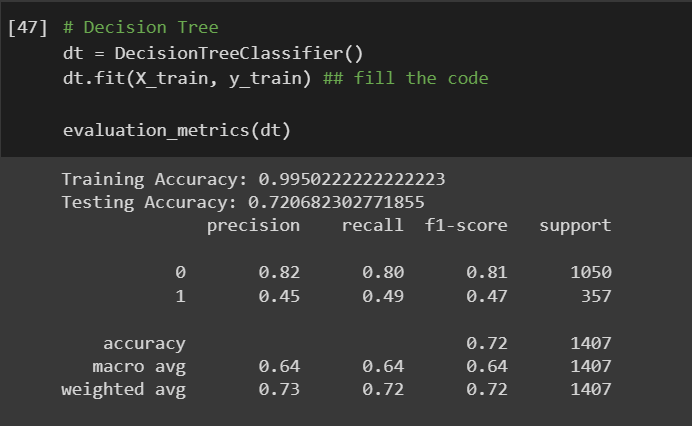 [47] # Decision Tree
dt = DecisionTreeClassifier()
dt.fit(X_train, y_train) ## fill the code
evaluation_metrics(dt)
Training Accuracy: 0.9950222222222223
Testing Accuracy: 0.720682302771855
precision recall f1-score support
0 0.82 0.80 0.81 1050
1 0.45 0.49 0.47 357
accuracy 0.72 1407
macro avg 0.64 0.64 0.64 1407
weighted avg 0.73 0.72 0.72 1407